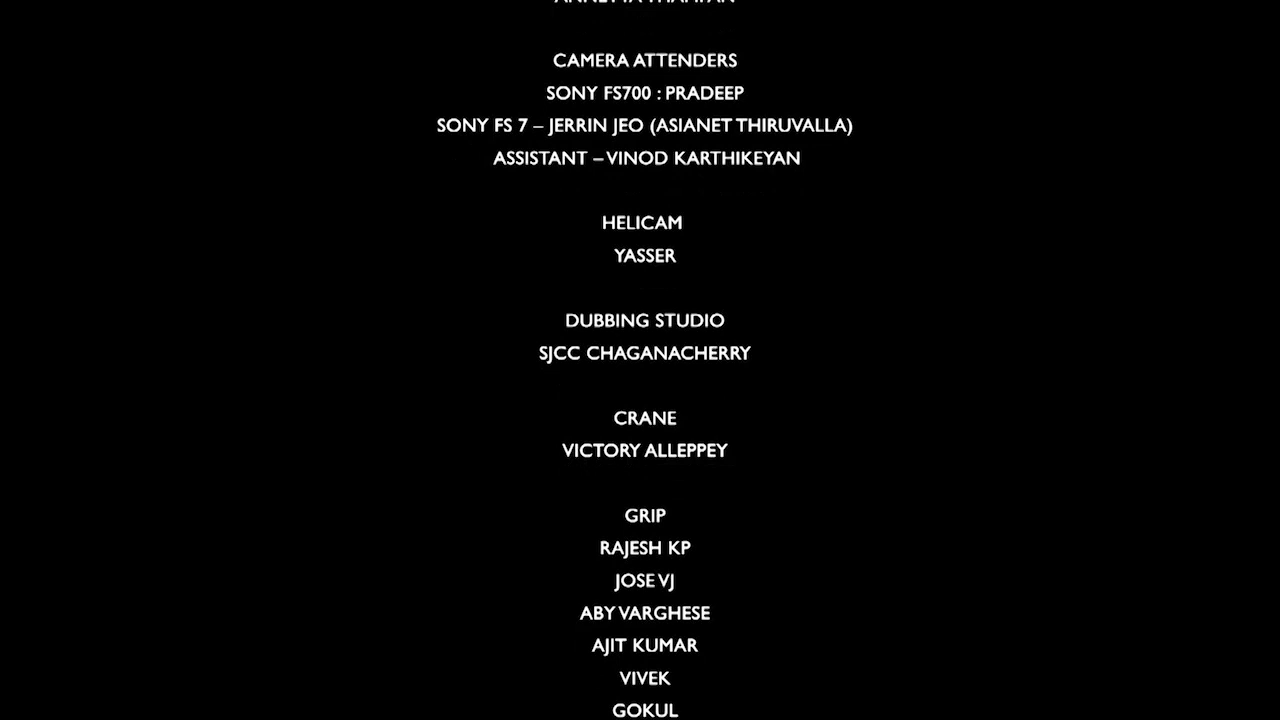 CAMERA ATTENDERS
SONY FS700 : PRADEEP
SONY FS 7 – JERRIN JEO (ASIANET THIRUVALLA)
ASSISTANT – VINOD KARTHIKEYAN
HELICAM
YASSER
DUBBING STUDIO
SJCC CHAGANACHERRY
CRANE
VICTORY ALLEPPEY
GRIP
RAJESH KP
JOSE VJ
ABY VARGHESE
AJIT KUMAR
VIVEK
GOKUL